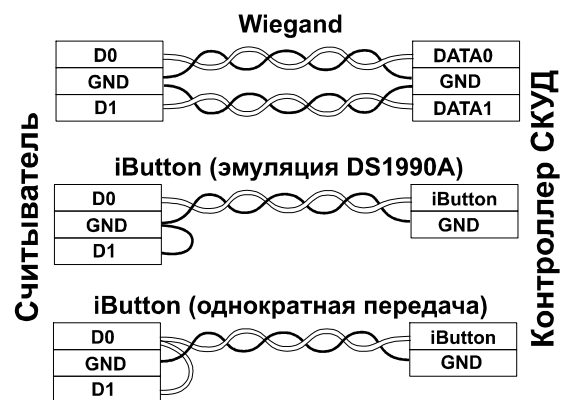 Wiegand
D0 DATA0
GND GND
D1 DATA1
iButton (эмуляция DS1990A)
D0 iButton
GND GND
D1
iButton (однократная передача)
D0 iButton
GND GND
D1
Считыватель
Контроллер СКУД